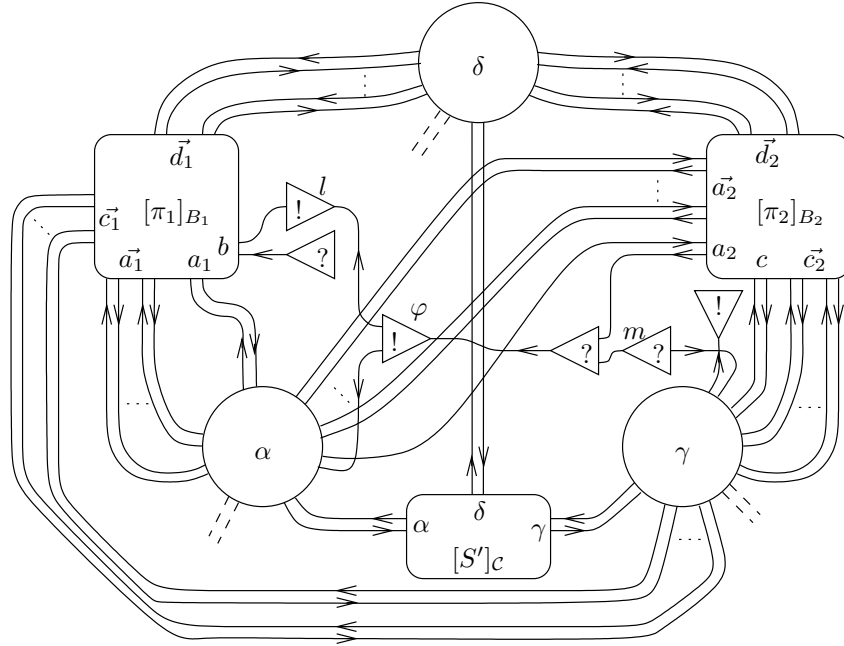 δ
d⃗₁
d⃗₂
l
!
a⃗₂
c⃗₁
[π₁]_{B₁}
b
[π₂]_{B₂}
?
a⃗₁
a₁
a₂
c
c⃗₂
φ
!
!
?
m
?
α
γ
α
δ
γ
[S′]_𝒞